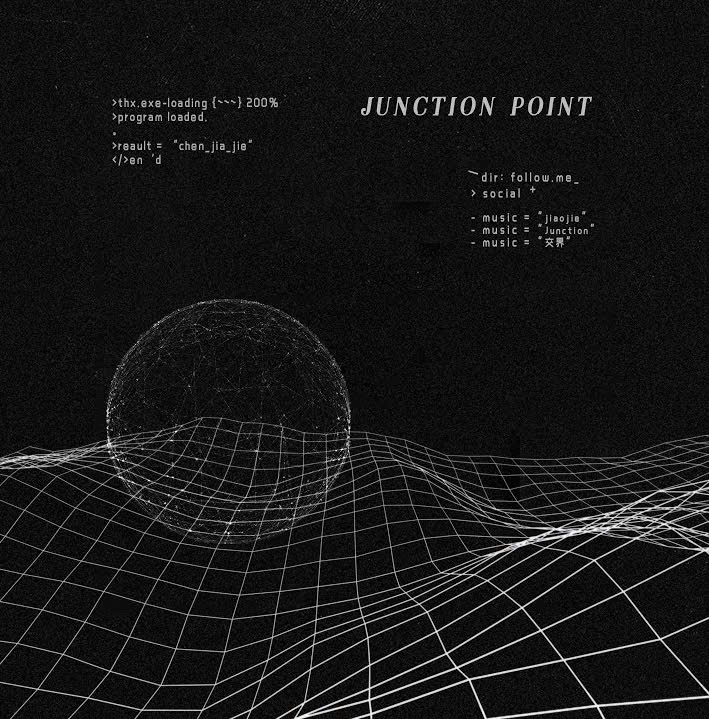 >thx.exe-loading {~~~} 200%
>program loaded.
>reault = "chen_jia_jie"
</>en 'd
JUNCTION POINT
dir: follow.me_
> social +
- music = "jiaojie"
- music = "Junction"
- music = "交界"